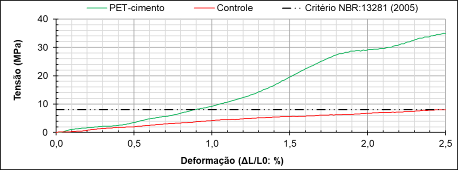 PET-cimento Controle Critério NBR:13281 (2005)
Tensão (MPa)
40
30
20
10
0
0,0 0,5 1,0 1,5 2,0 2,5
Deformação (ΔL/L0: %)